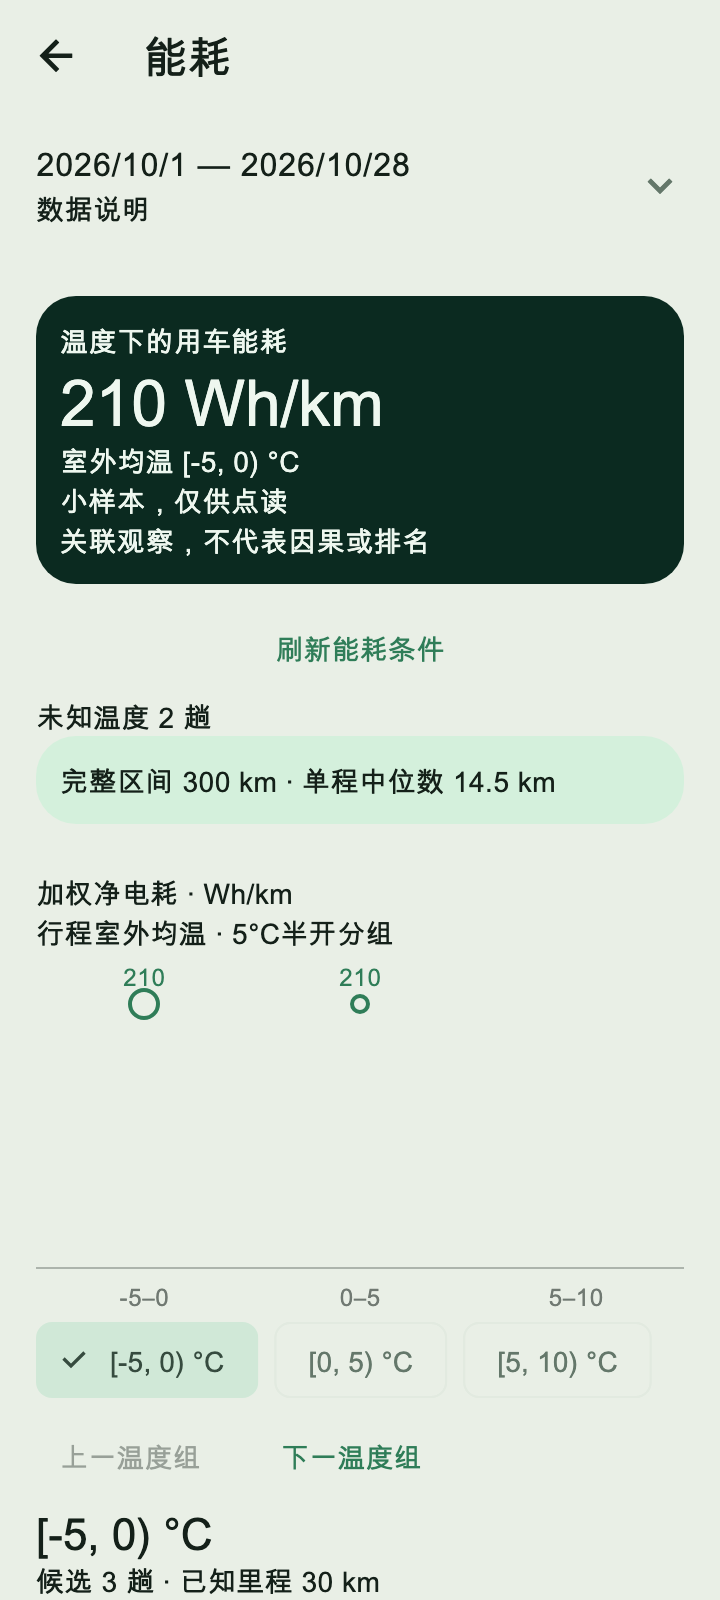 能耗
2026/10/1 — 2026/10/28
数据说明
温度下的用车能耗
210 Wh/km
室外均温 [-5, 0) °C
小样本，仅供点读
关联观察，不代表因果或排名
刷新能耗条件
未知温度 2 趟
完整区间 300 km · 单程中位数 14.5 km
加权净电耗 · Wh/km
行程室外均温 · 5°C半开分组
210 210
-5–0 0–5 5–10
[-5, 0) °C [0, 5) °C [5, 10) °C
上一温度组 下一温度组
[-5, 0) °C
候选 3 趟 · 已知里程 30 km